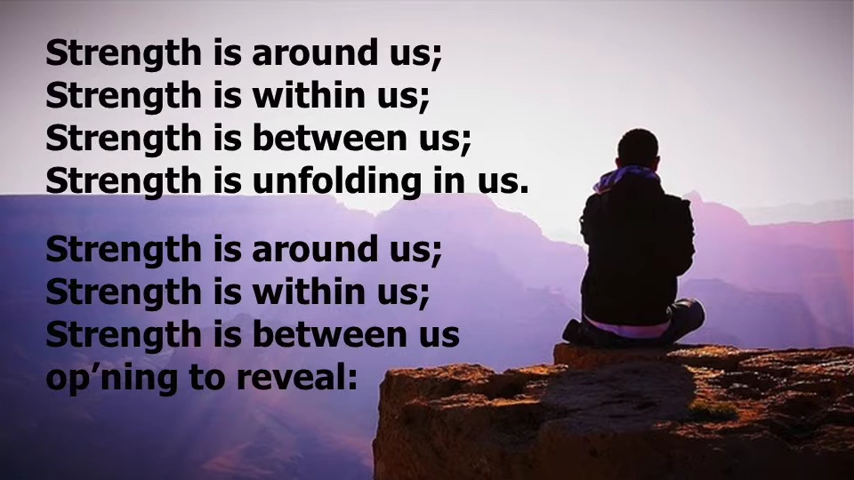 Strength is around us;
Strength is within us;
Strength is between us;
Strength is unfolding in us.
Strength is around us;
Strength is within us;
Strength is between us
op’ning to reveal: